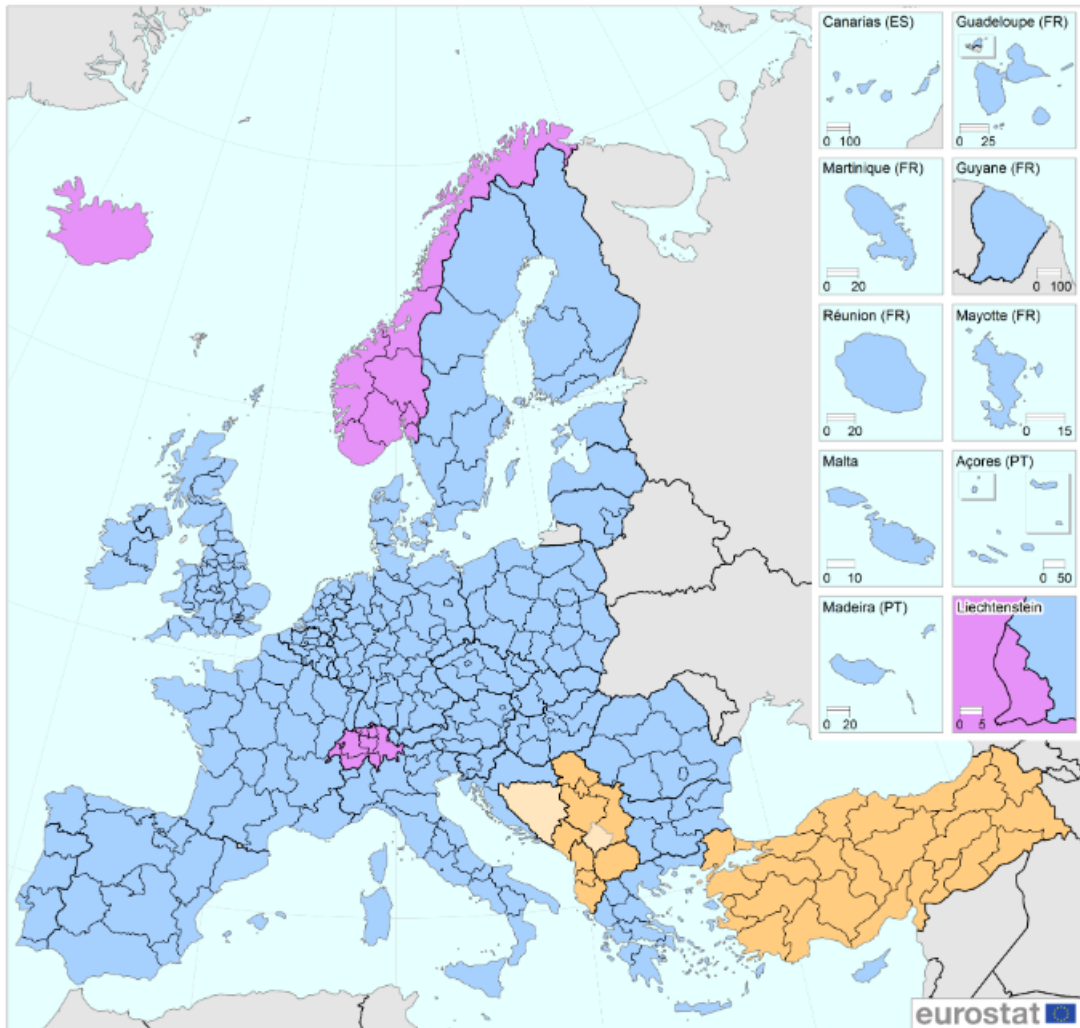 Canarias (ES)
0 100
Guadeloupe (FR)
0 25
Martinique (FR)
0 20
Guyane (FR)
0 100
Réunion (FR)
0 20
Mayotte (FR)
0 15
Malta
0 10
Açores (PT)
0 50
Madeira (PT)
0 20
Liechtenstein
0 5
eurostat